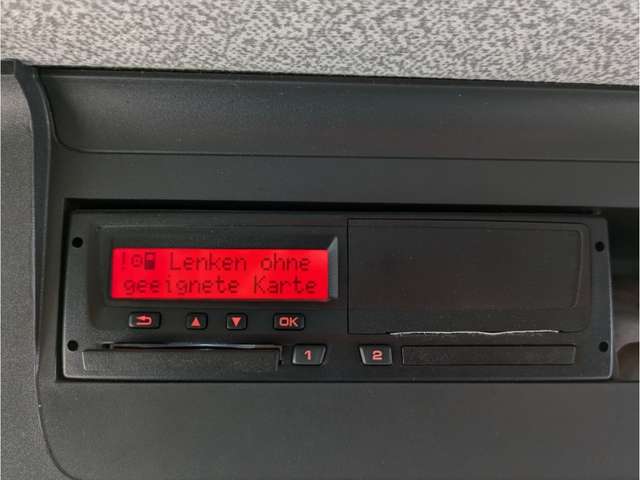 ! Lenken ohne
geeignete Karte
OK
1 2